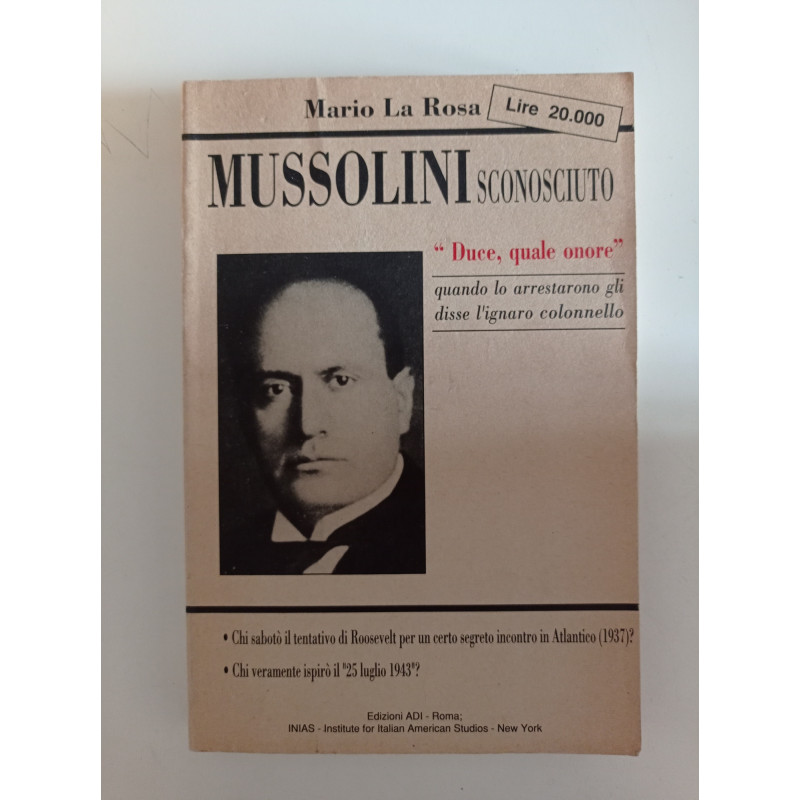 Mario La Rosa
Lire 20.000
MUSSOLINI SCONOSCIUTO
“ Duce, quale onore”
quando lo arrestarono gli
disse l'ignaro colonnello
• Chi sabotò il tentativo di Roosevelt per un certo segreto incontro in Atlantico (1937)?
• Chi veramente ispirò il "25 luglio 1943"?
Edizioni ADI - Roma;
INIAS - Institute for Italian American Studios - New York